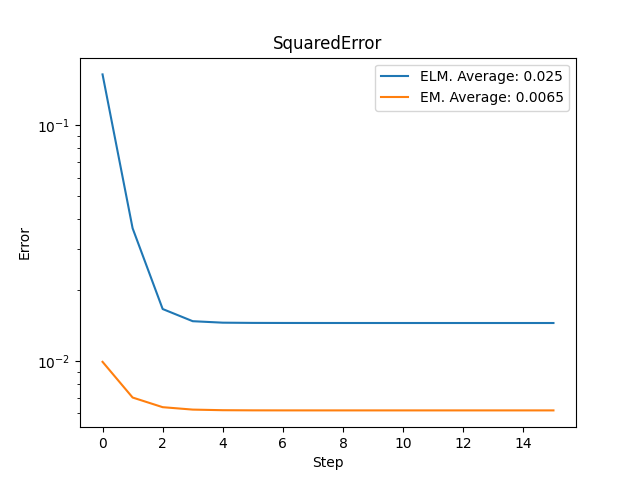 SquaredError
ELM. Average: 0.025
EM. Average: 0.0065
10⁻¹
10⁻²
Error
0 2 4 6 8 10 12 14
Step